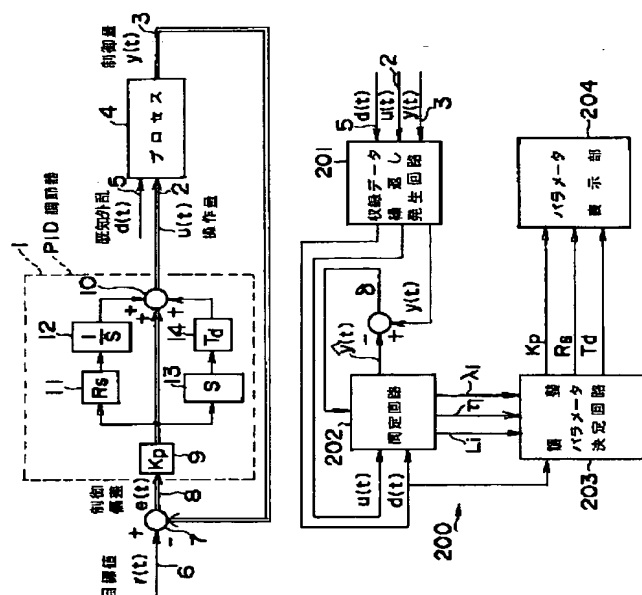 3
制御量
y(t)
4
プロセス
5
既知外乱
d(t)
2
u(t)
操作量
1
PID 調節器
10
+
+
+
12
1/S
14
Td
11
Rs
13
S
Kp
9
制御
偏差
e(t)
8
+
-
7
目標値
r(t)
6
201
収録データ
繰返し
発生回路
5
d(t)
u(t)
2
y(t)
3
204
パラメータ
表示部
8
y(t)
ŷ(t)
-
+
202
同定回路
u(t)
d(t)
Li
τi
λi
Kp
Rs
Td
調整
パラメータ
決定回路
203
200